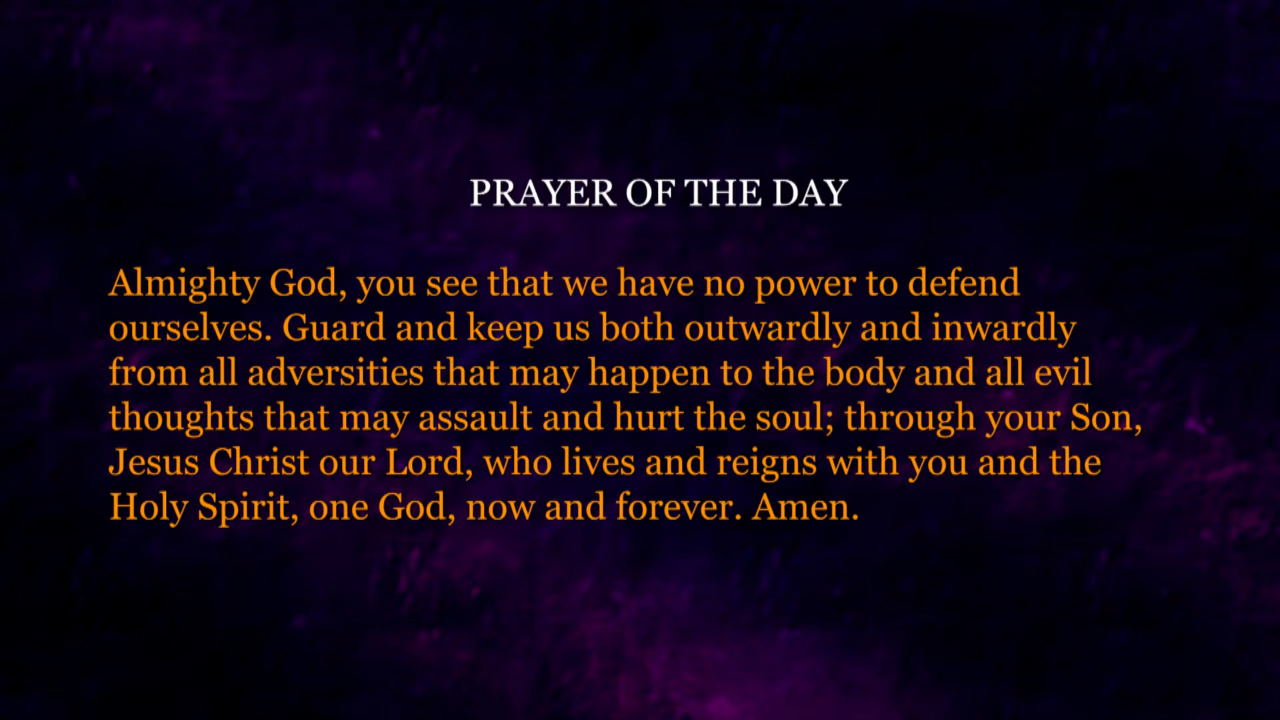 PRAYER OF THE DAY
Almighty God, you see that we have no power to defend
ourselves. Guard and keep us both outwardly and inwardly
from all adversities that may happen to the body and all evil
thoughts that may assault and hurt the soul; through your Son,
Jesus Christ our Lord, who lives and reigns with you and the
Holy Spirit, one God, now and forever. Amen.